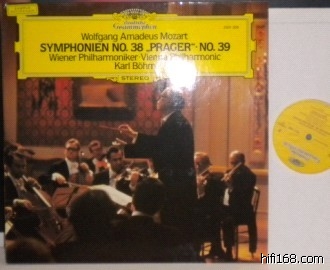 Deutsche
Grammophon
Wolfgang Amadeus Mozart
SYMPHONIEN NO. 38 „PRAGER"· NO. 39
Wiener Philharmoniker Vienna Philharmonic
Karl Böhm
STEREO
hifi168.com